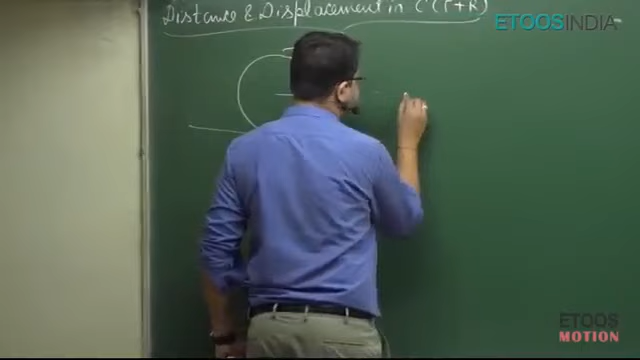 Distance & Displacement in C(T+R)
ETOOSINDIA
ETOOS
MOTION